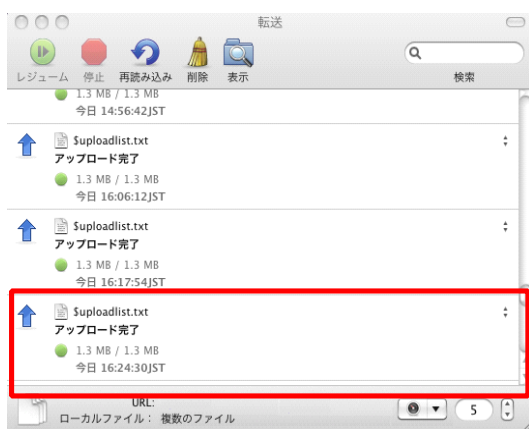 転送
レジューム 停止 再読み込み 削除 表示 検索
1.3 MB / 1.3 MB
今日 14:56:42JST
$uploadlist.txt
アップロード完了
1.3 MB / 1.3 MB
今日 16:06:12JST
$uploadlist.txt
アップロード完了
1.3 MB / 1.3 MB
今日 16:17:54JST
$uploadlist.txt
アップロード完了
1.3 MB / 1.3 MB
今日 16:24:30JST
URL:
ローカルファイル： 複数のファイル
5